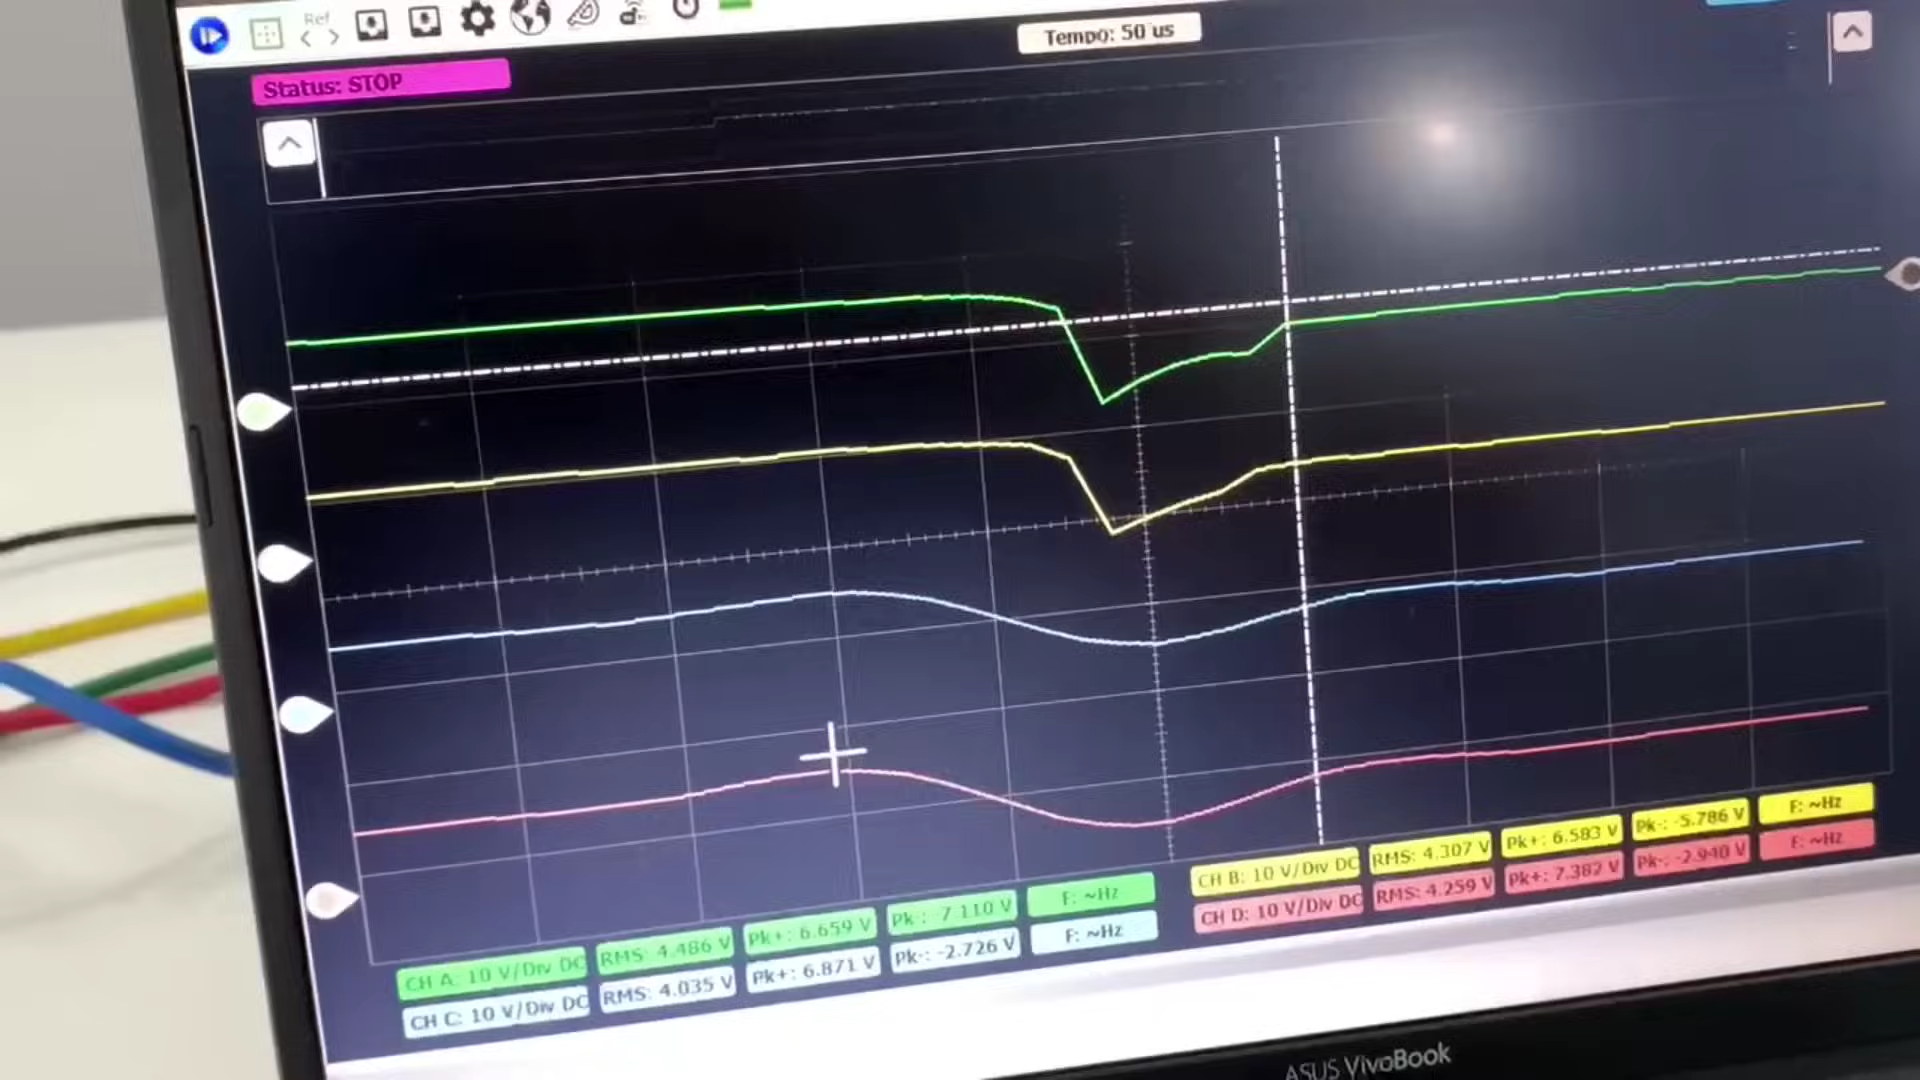 Ref
Tempo: 50 us
Status: STOP
CH A: 10 V/Div DC RMS: 4.486 V Pk+: 6.659 V Pk-: 7.110 V F: ~Hz
CH C: 10 V/Div DC RMS: 4.035 V Pk+: 6.871 V Pk-: -2.726 V F: ~Hz
CH B: 10 V/Div DC RMS: 4.307 V Pk+: 6.583 V Pk-: -5.786 V F: ~Hz
CH D: 10 V/Div DC RMS: 4.259 V Pk+: 7.382 V Pk-: -2.940 V F: ~Hz
ASUS VivoBook